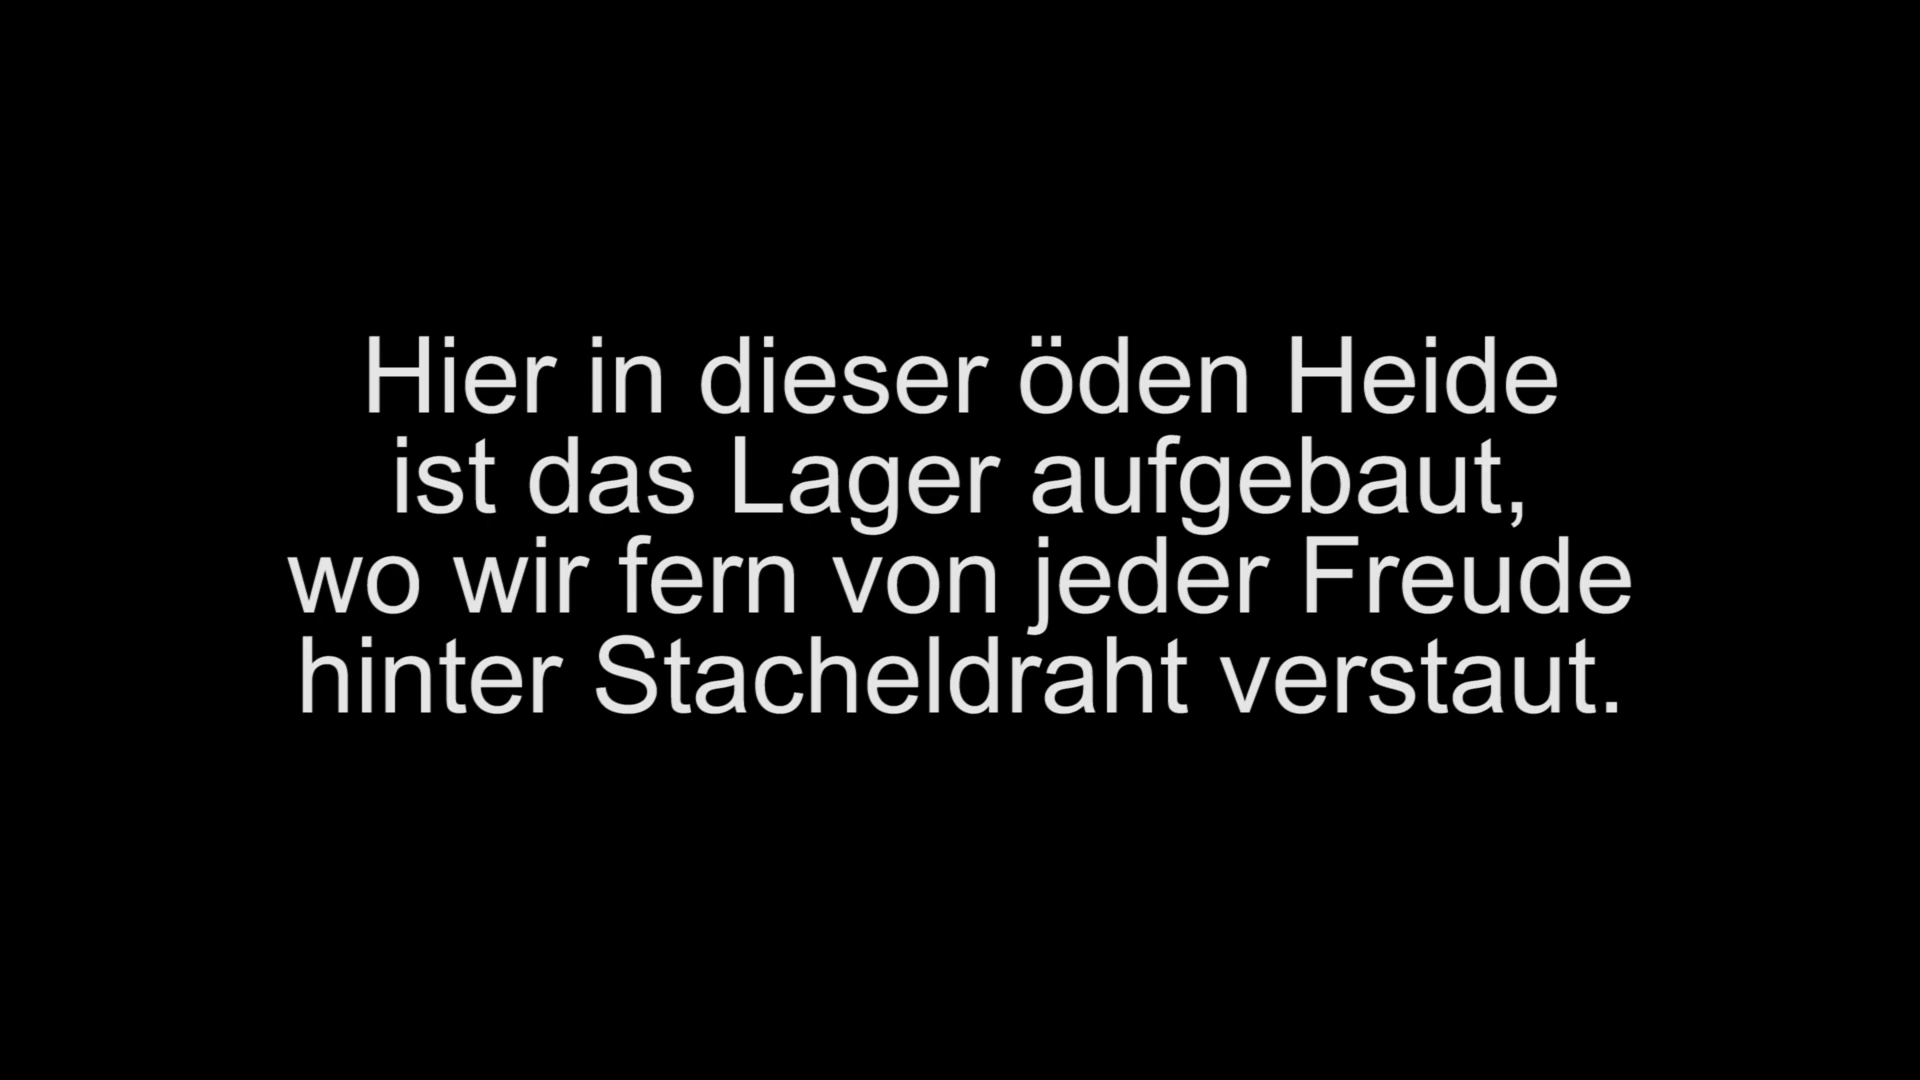 Hier in dieser öden Heide
ist das Lager aufgebaut,
wo wir fern von jeder Freude
hinter Stacheldraht verstaut.